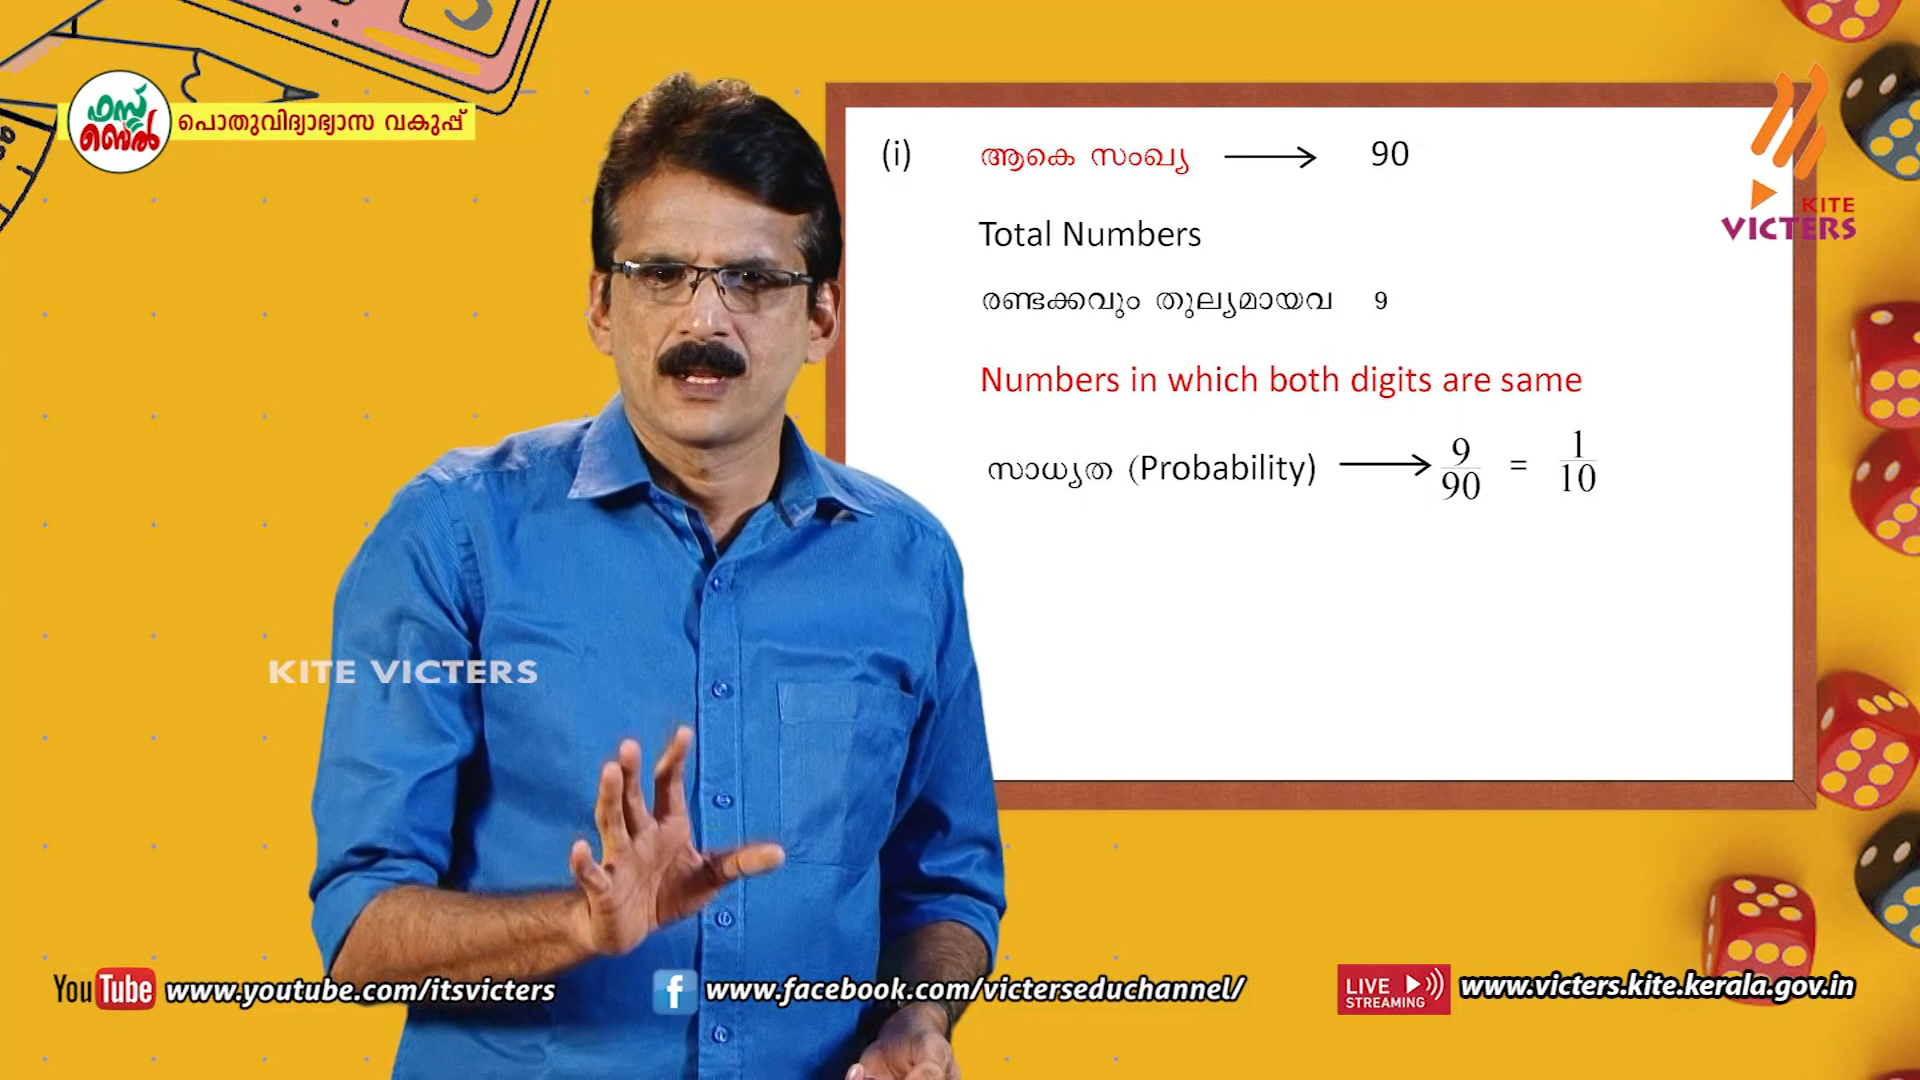 ഫസ്റ്റ്
ബെൽ
പൊതുവിദ്യാഭ്യാസ വകുപ്പ്
(i) ആകെ സംഖ്യ ⟶ 90
Total Numbers
രണ്ടക്കവും തുല്യമായവ 9
Numbers in which both digits are same
സാധ്യത (Probability) ⟶ 9/90 = 1/10
KITE
VICTERS
KITE VICTERS
YouTube www.youtube.com/itsvicters
f www.facebook.com/victerseduchannel/
LIVE STREAMING www.victers.kite.kerala.gov.in